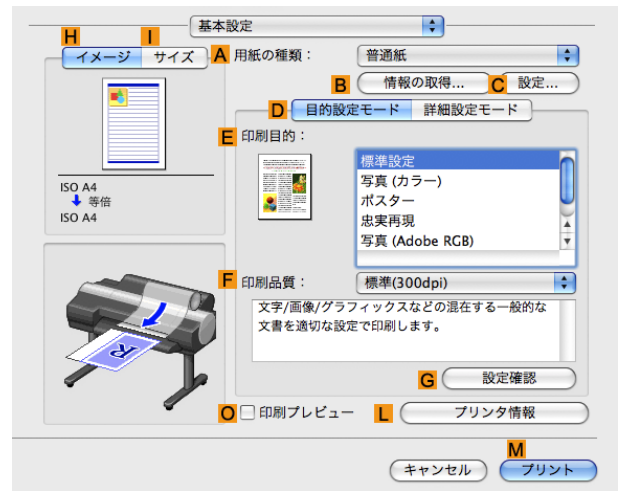 基本設定
H I
イメージ サイズ
A 用紙の種類： 普通紙
B 情報の取得... C 設定...
D 目的設定モード 詳細設定モード
E 印刷目的：
標準設定
写真 (カラー)
ポスター
忠実再現
写真 (Adobe RGB)
ISO A4
等倍
ISO A4
F 印刷品質： 標準(300dpi)
文字/画像/グラフィックスなどの混在する一般的な
文書を適切な設定で印刷します。
R
G 設定確認
O 印刷プレビュー L プリンタ情報
M
キャンセル プリント